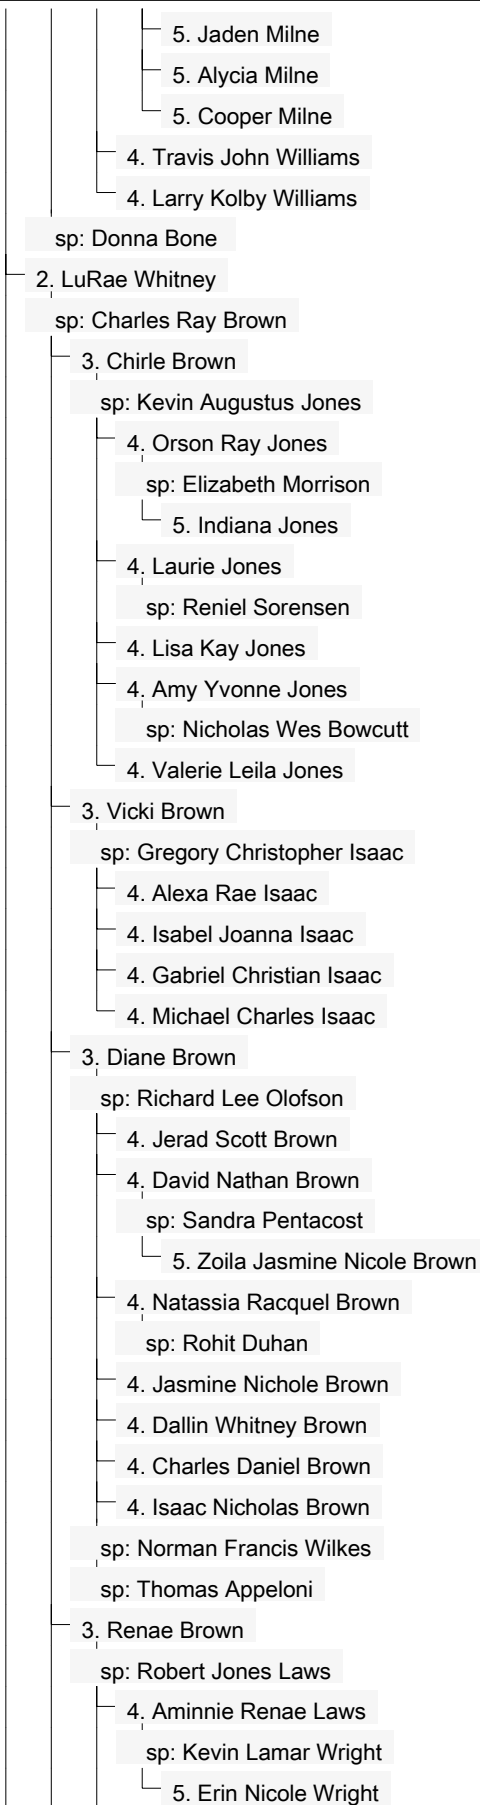 5. Jaden Milne
5. Alycia Milne
5. Cooper Milne
4. Travis John Williams
4. Larry Kolby Williams
sp: Donna Bone
2. LuRae Whitney
sp: Charles Ray Brown
3. Chirle Brown
sp: Kevin Augustus Jones
4. Orson Ray Jones
sp: Elizabeth Morrison
5. Indiana Jones
4. Laurie Jones
sp: Reniel Sorensen
4. Lisa Kay Jones
4. Amy Yvonne Jones
sp: Nicholas Wes Bowcutt
4. Valerie Leila Jones
3. Vicki Brown
sp: Gregory Christopher Isaac
4. Alexa Rae Isaac
4. Isabel Joanna Isaac
4. Gabriel Christian Isaac
4. Michael Charles Isaac
3. Diane Brown
sp: Richard Lee Olofson
4. Jerad Scott Brown
4. David Nathan Brown
sp: Sandra Pentacost
5. Zoila Jasmine Nicole Brown
4. Natassia Racquel Brown
sp: Rohit Duhan
4. Jasmine Nichole Brown
4. Dallin Whitney Brown
4. Charles Daniel Brown
4. Isaac Nicholas Brown
sp: Norman Francis Wilkes
sp: Thomas Appeloni
3. Renae Brown
sp: Robert Jones Laws
4. Aminnie Renae Laws
sp: Kevin Lamar Wright
5. Erin Nicole Wright